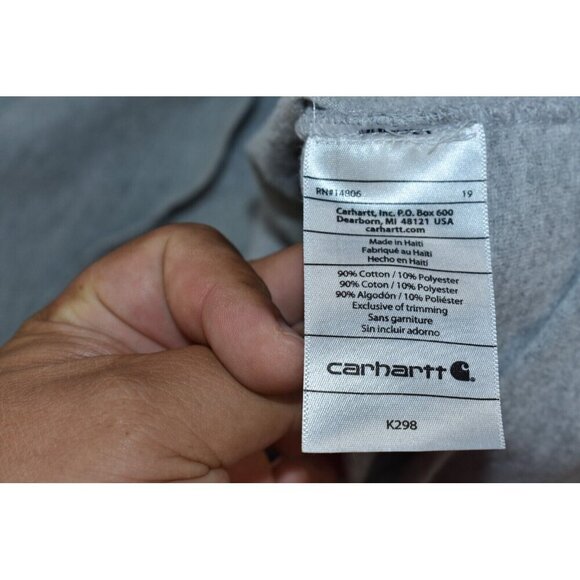 RN#14806 19
Carhartt, Inc. P.O. Box 600
Dearborn, MI 48121 USA
carhartt.com
Made in Haiti
Fabriqué au Haïti
Hecho en Haití
90% Cotton / 10% Polyester
90% Coton / 10% Polyester
90% Algodón / 10% Poliéster
Exclusive of trimming
Sans garniture
Sin incluir adorno
carhartt
K298